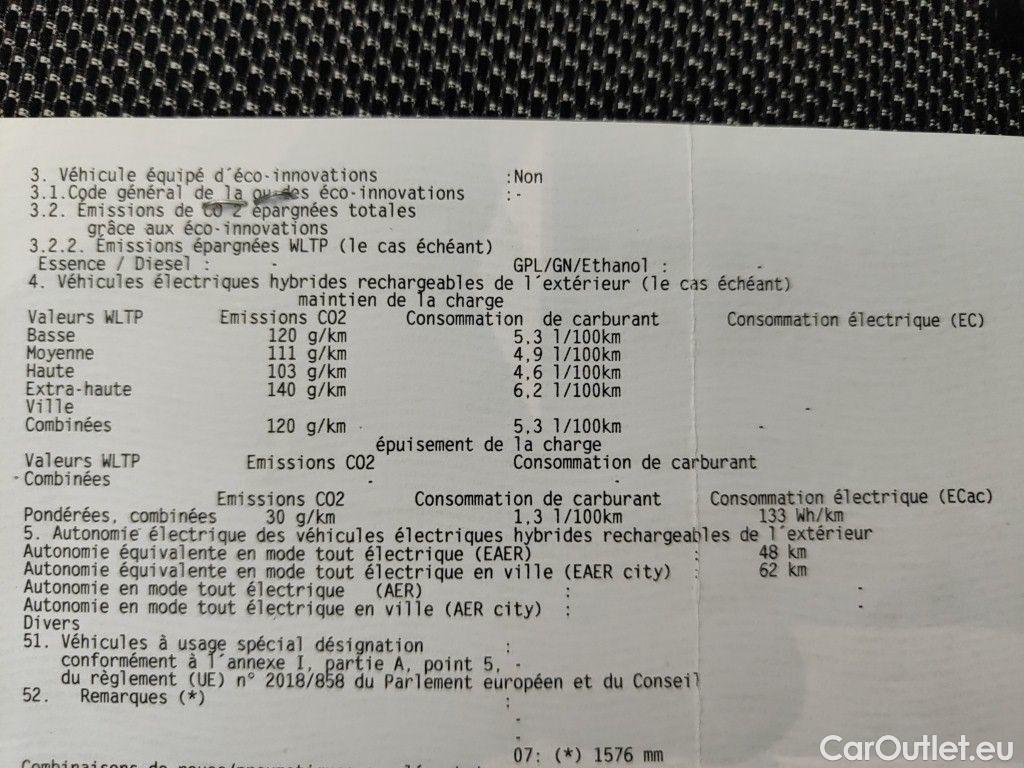 3. Véhicule équipé d´éco-innovations :Non
3.1.Code général de la ou des éco-innovations :-
3.2. Émissions de CO 2 épargnées totales
grâce aux éco-innovations
3.2.2. Émissions épargnées WLTP (le cas échéant)
Essence / Diesel : - GPL/GN/Ethanol : -
4. Véhicules électriques hybrides rechargeables de l´extérieur (le cas échéant)
maintien de la charge
Valeurs WLTP Emissions CO2 Consommation de carburant Consommation électrique (EC)
Basse 120 g/km 5,3 l/100km
Moyenne 111 g/km 4,9 l/100km
Haute 103 g/km 4,6 l/100km
Extra-haute 140 g/km 6,2 l/100km
Ville -
Combinées 120 g/km 5,3 l/100km -
épuisement de la charge
Valeurs WLTP Emissions CO2 Consommation de carburant
Combinées - -
Emissions CO2 Consommation de carburant Consommation électrique (ECac)
Pondérées, combinées 30 g/km 1,3 l/100km 133 Wh/km
5. Autonomie électrique des véhicules électriques hybrides rechargeables de l´extérieur
Autonomie équivalente en mode tout électrique (EAER) : 48 km
Autonomie équivalente en mode tout électrique en ville (EAER city) : 62 km
Autonomie en mode tout électrique (AER) : -
Autonomie en mode tout électrique en ville (AER city) : -
Divers
51. Véhicules à usage spécial désignation :
conformément à l´annexe I, partie A, point 5, -
du règlement (UE) n° 2018/858 du Parlement européen et du Conseil
52. Remarques (*) :
-
-
07: (*) 1576 mm
CarOutlet.eu